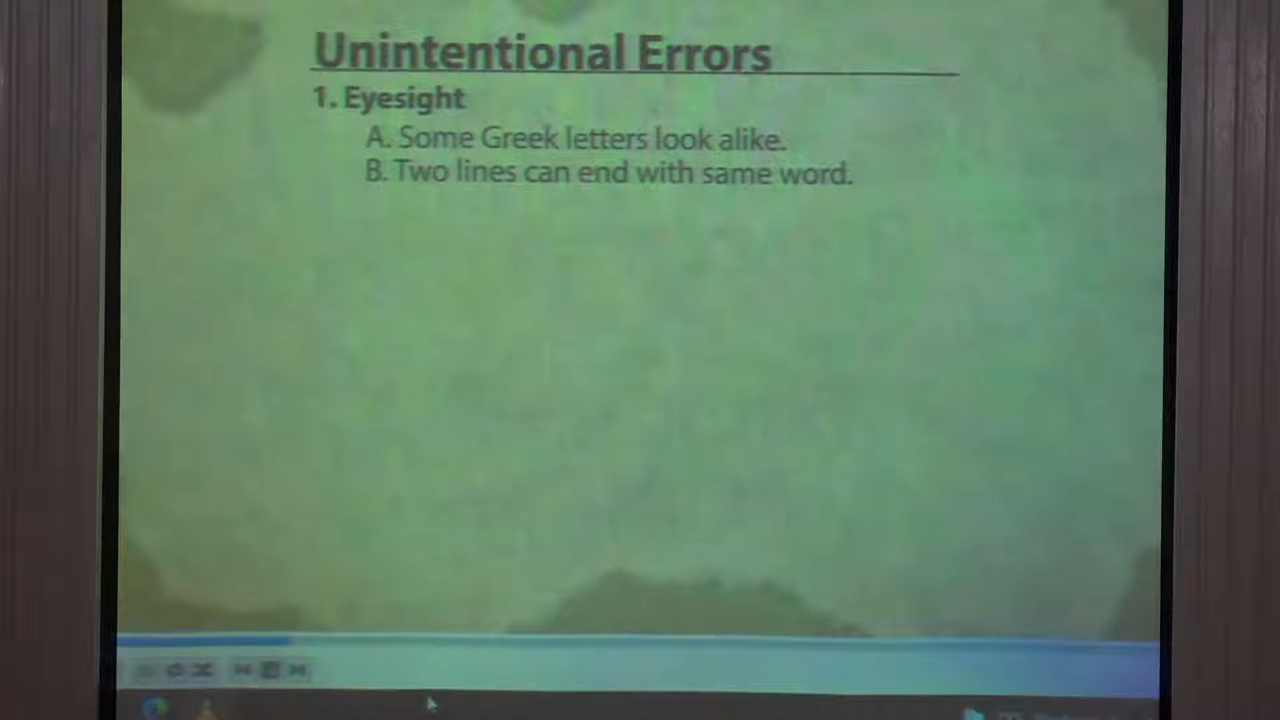 Unintentional Errors
1. Eyesight
A. Some Greek letters look alike.
B. Two lines can end with same word.